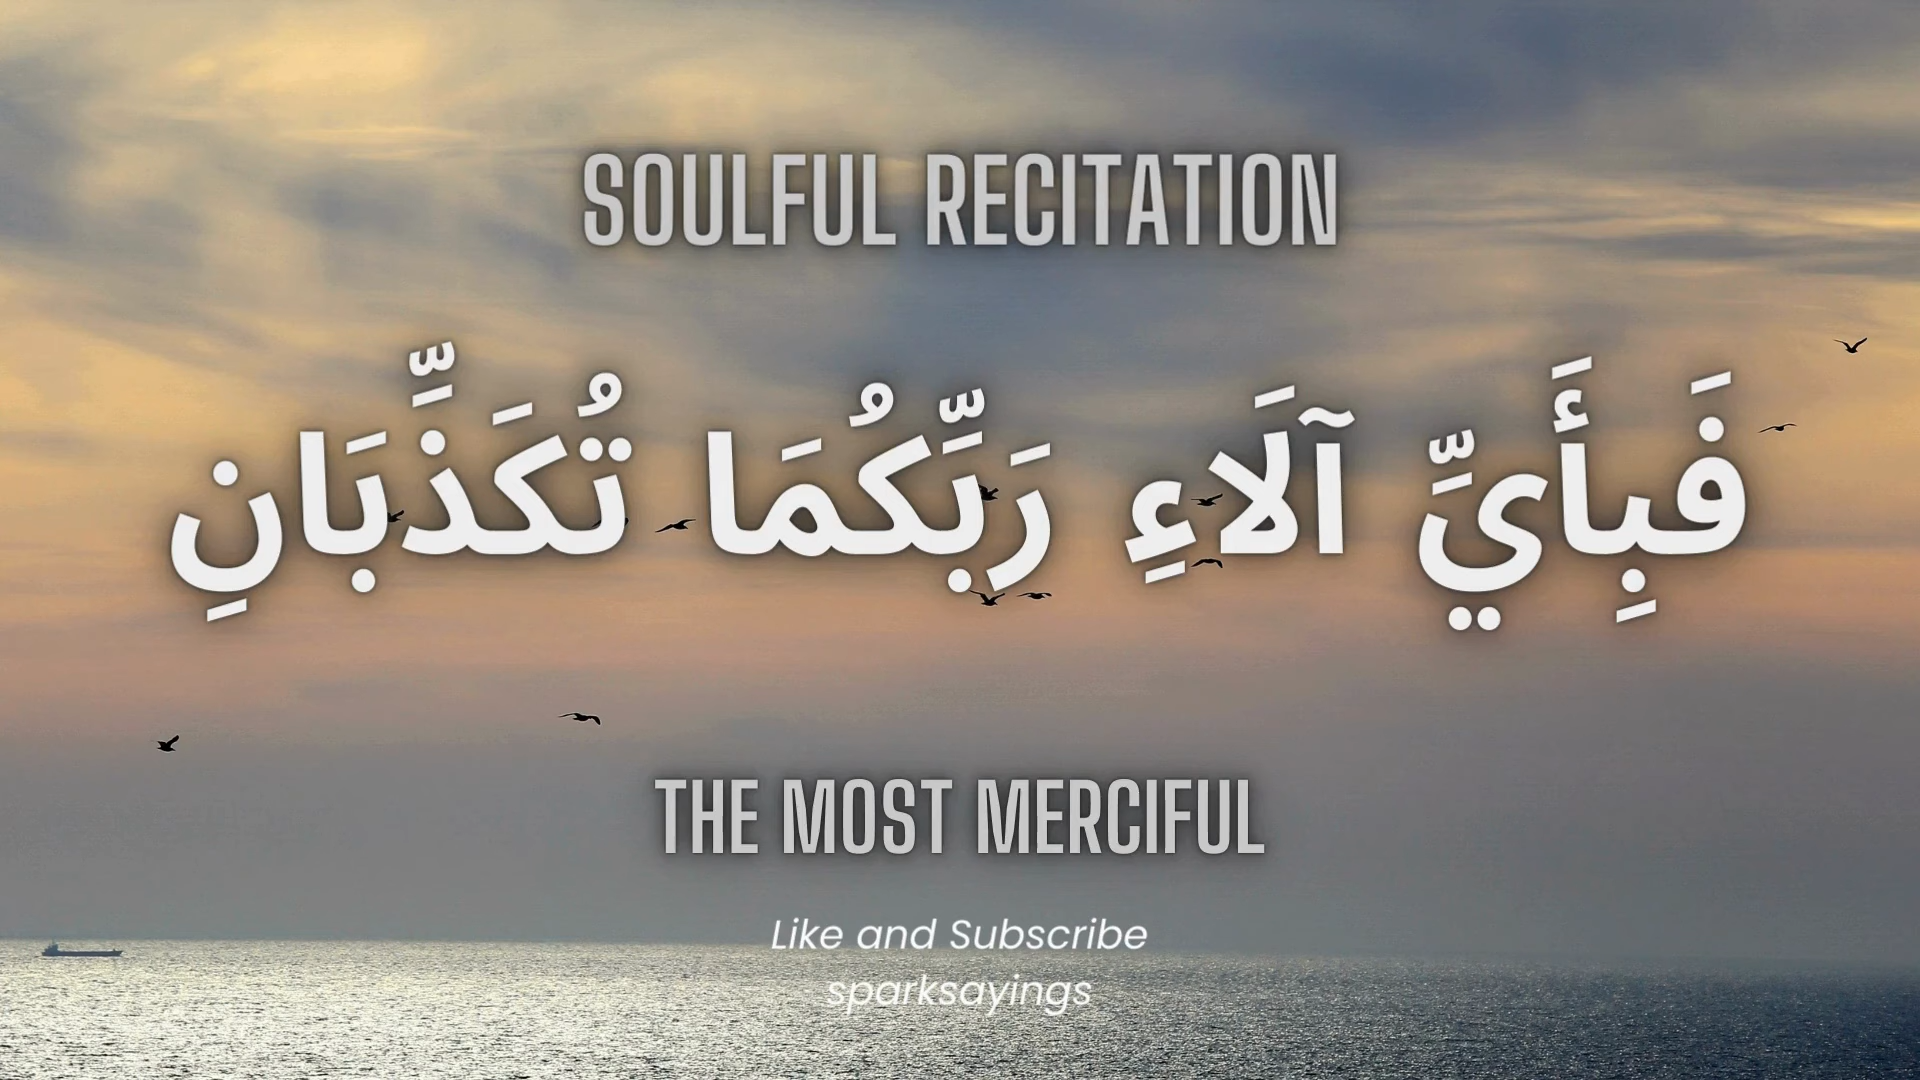 SOULFUL RECITATION
فَبِأَيِّ آلَاءِ رَبِّكُمَا تُكَذِّبَانِ
THE MOST MERCIFUL
Like and Subscribe
sparksayings